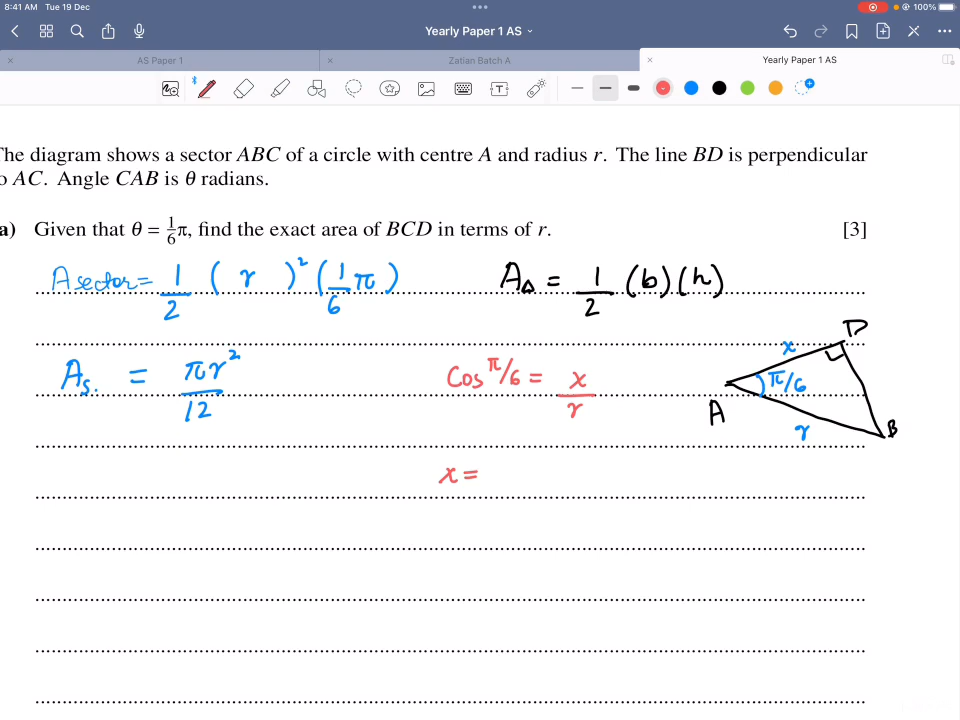 8:41 AM Tue 19 Dec
100%
Yearly Paper 1 AS
AS Paper 1
Zatian Batch A
Yearly Paper 1 AS
The diagram shows a sector ABC of a circle with centre A and radius r. The line BD is perpendicular
o AC. Angle CAB is θ radians.
a) Given that θ = 1/6π, find the exact area of BCD in terms of r. [3]
A sector = 1/2 ( r )² (1/6 π)
A△ = 1/2 (b)(h)
A s. = πr²/12
Cos π/6 = x/r
x =
D
x
π/6
A
r
B